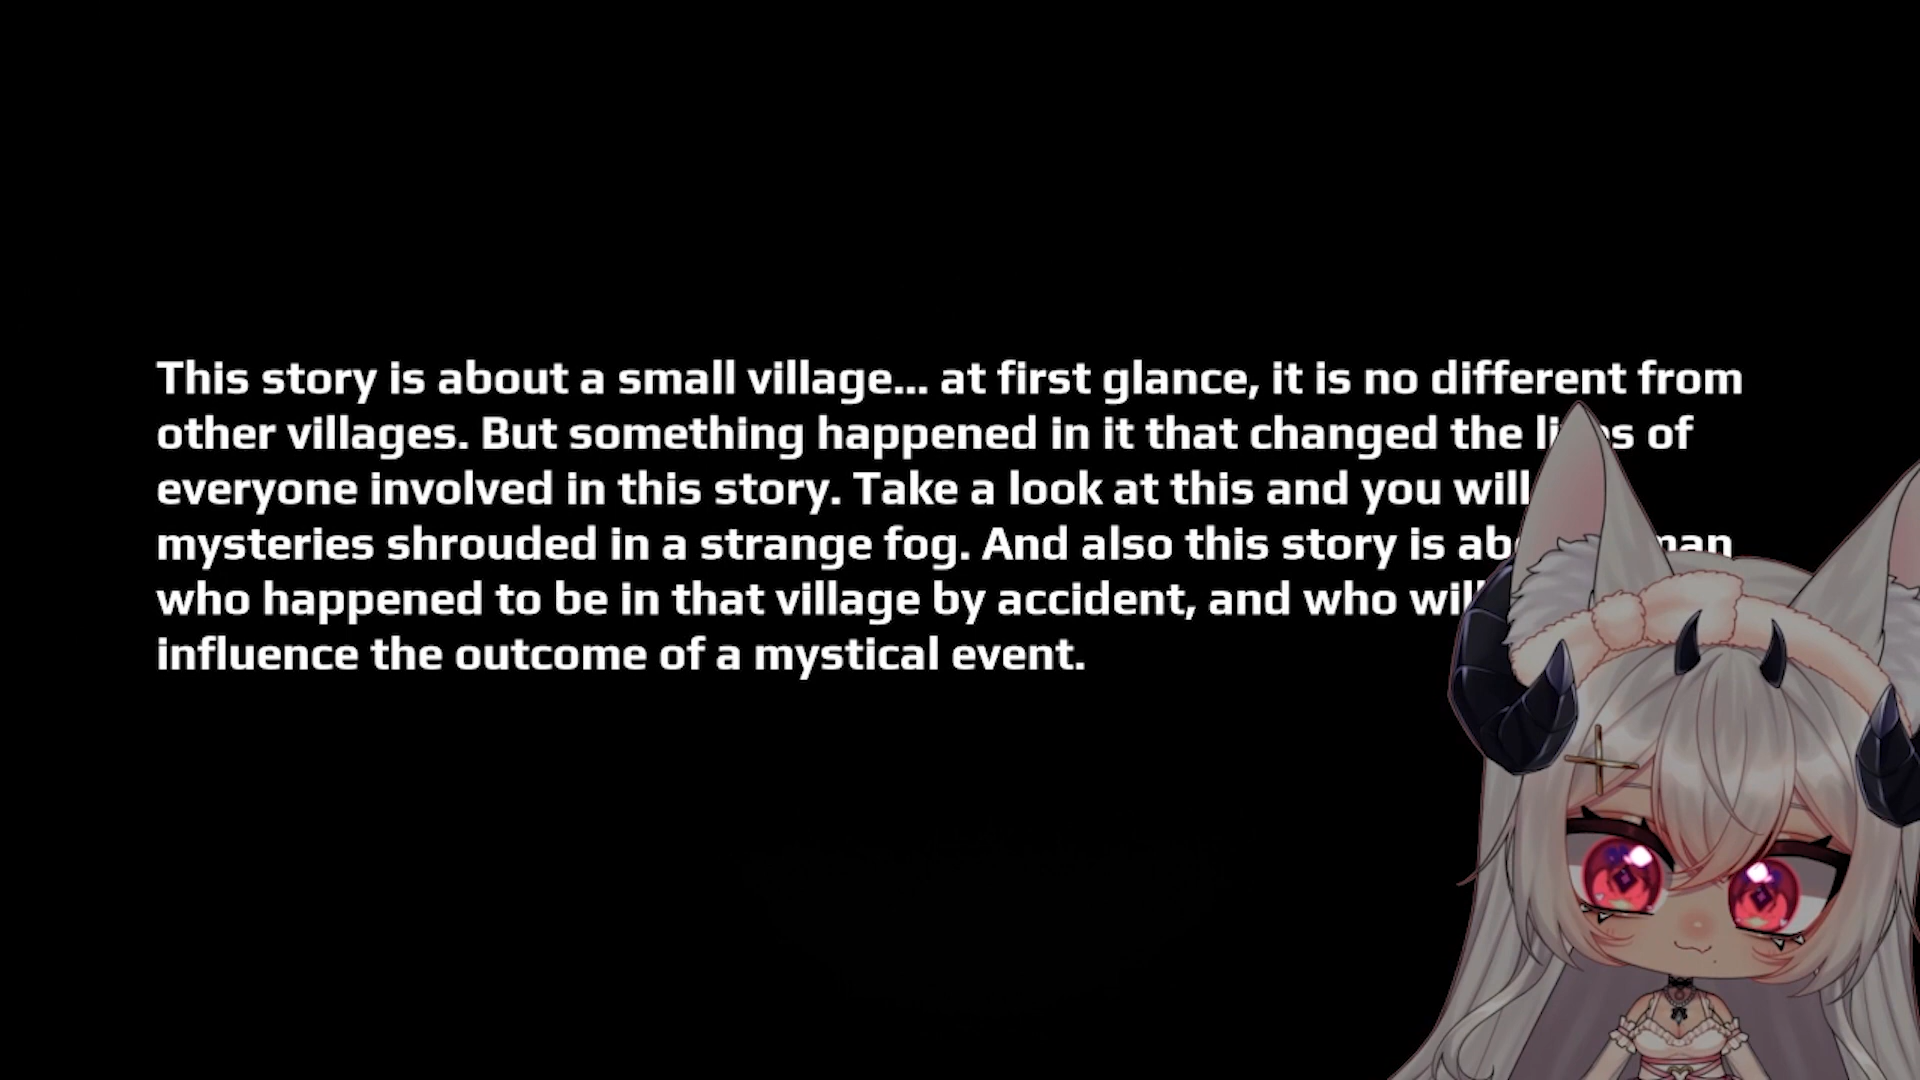 This story is about a small village... at first glance, it is no different from
other villages. But something happened in it that changed the of
everyone involved in this story. Take a look at this and you will
mysteries shrouded in a strange fog. And also this story is
who happened to be in that village by accident, and who will
influence the outcome of a mystical event.